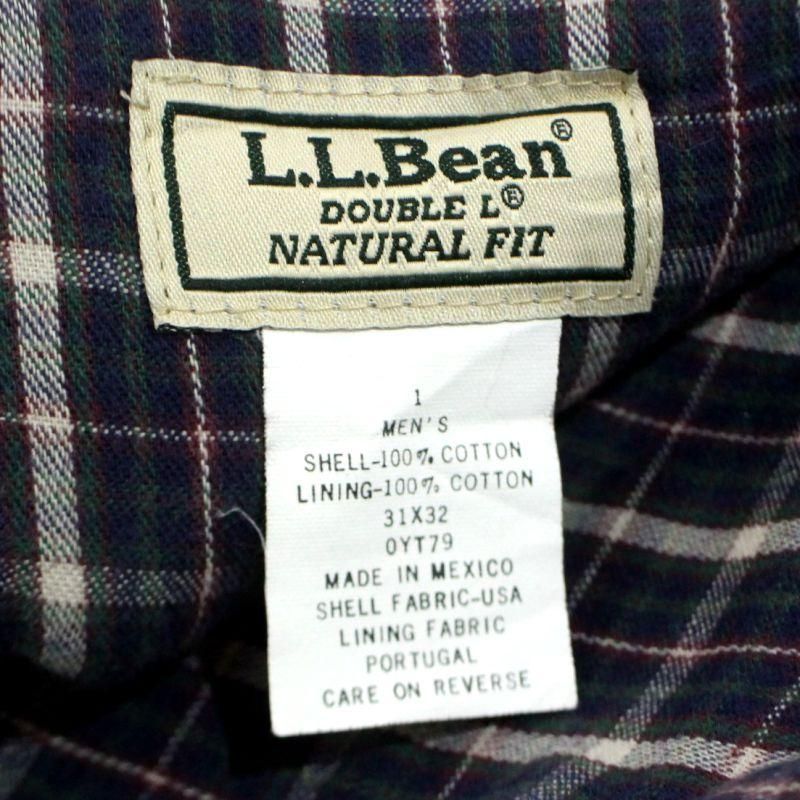 L.L.Bean®
DOUBLE L®
NATURAL FIT
1
MEN'S
SHELL-100% COTTON
LINING-100% COTTON
31X32
0YT79
MADE IN MEXICO
SHELL FABRIC-USA
LINING FABRIC
PORTUGAL
CARE ON REVERSE